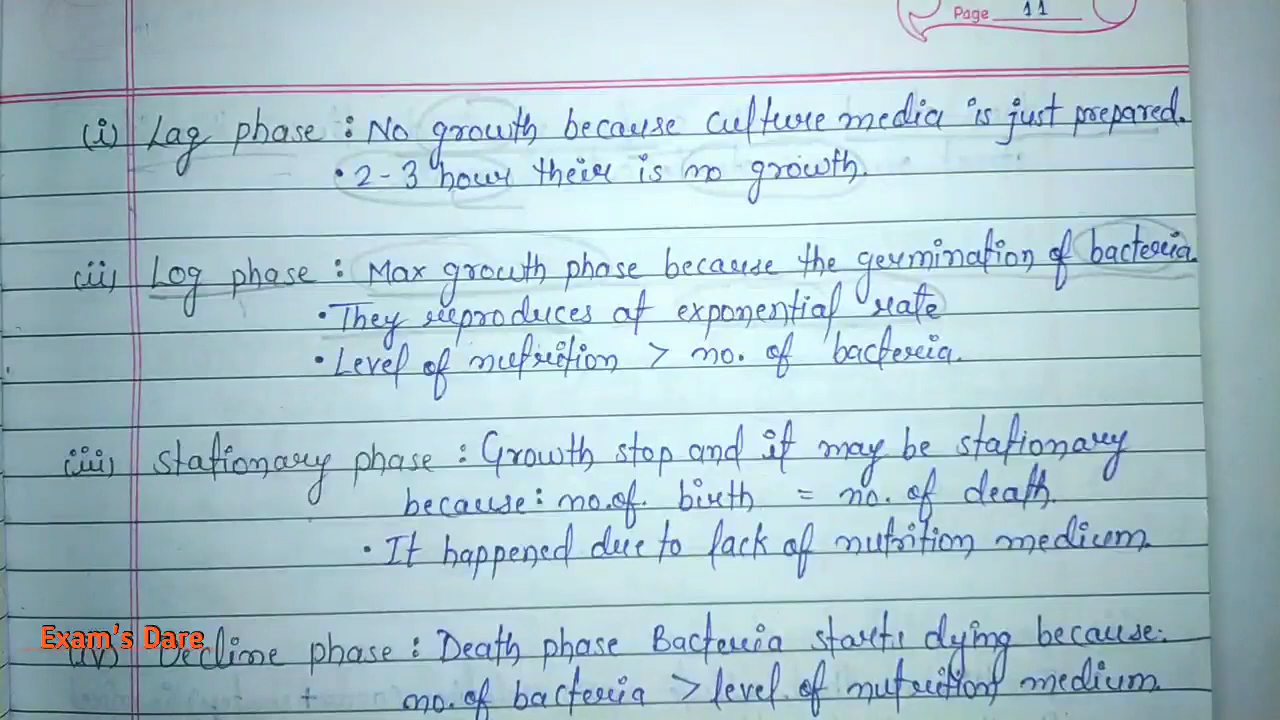 Page 11
(i) Lag phase : No growth because culture media is just prepared.
• 2-3 hour their is no growth.
(ii) Log phase : Max growth phase because the germination of bacteria.
• They reproduces at exponential rate
• Level of nutrition > no. of bacteria.
(iii) Stationary phase : Growth stop and it may be stationary
because : no. of. birth = no. of death.
• It happened due to lack of nutrition medium.
Exam's Dare
(iv) Decline phase : Death phase Bacteria starts dying because:
no. of bacteria > level of nutrition medium.